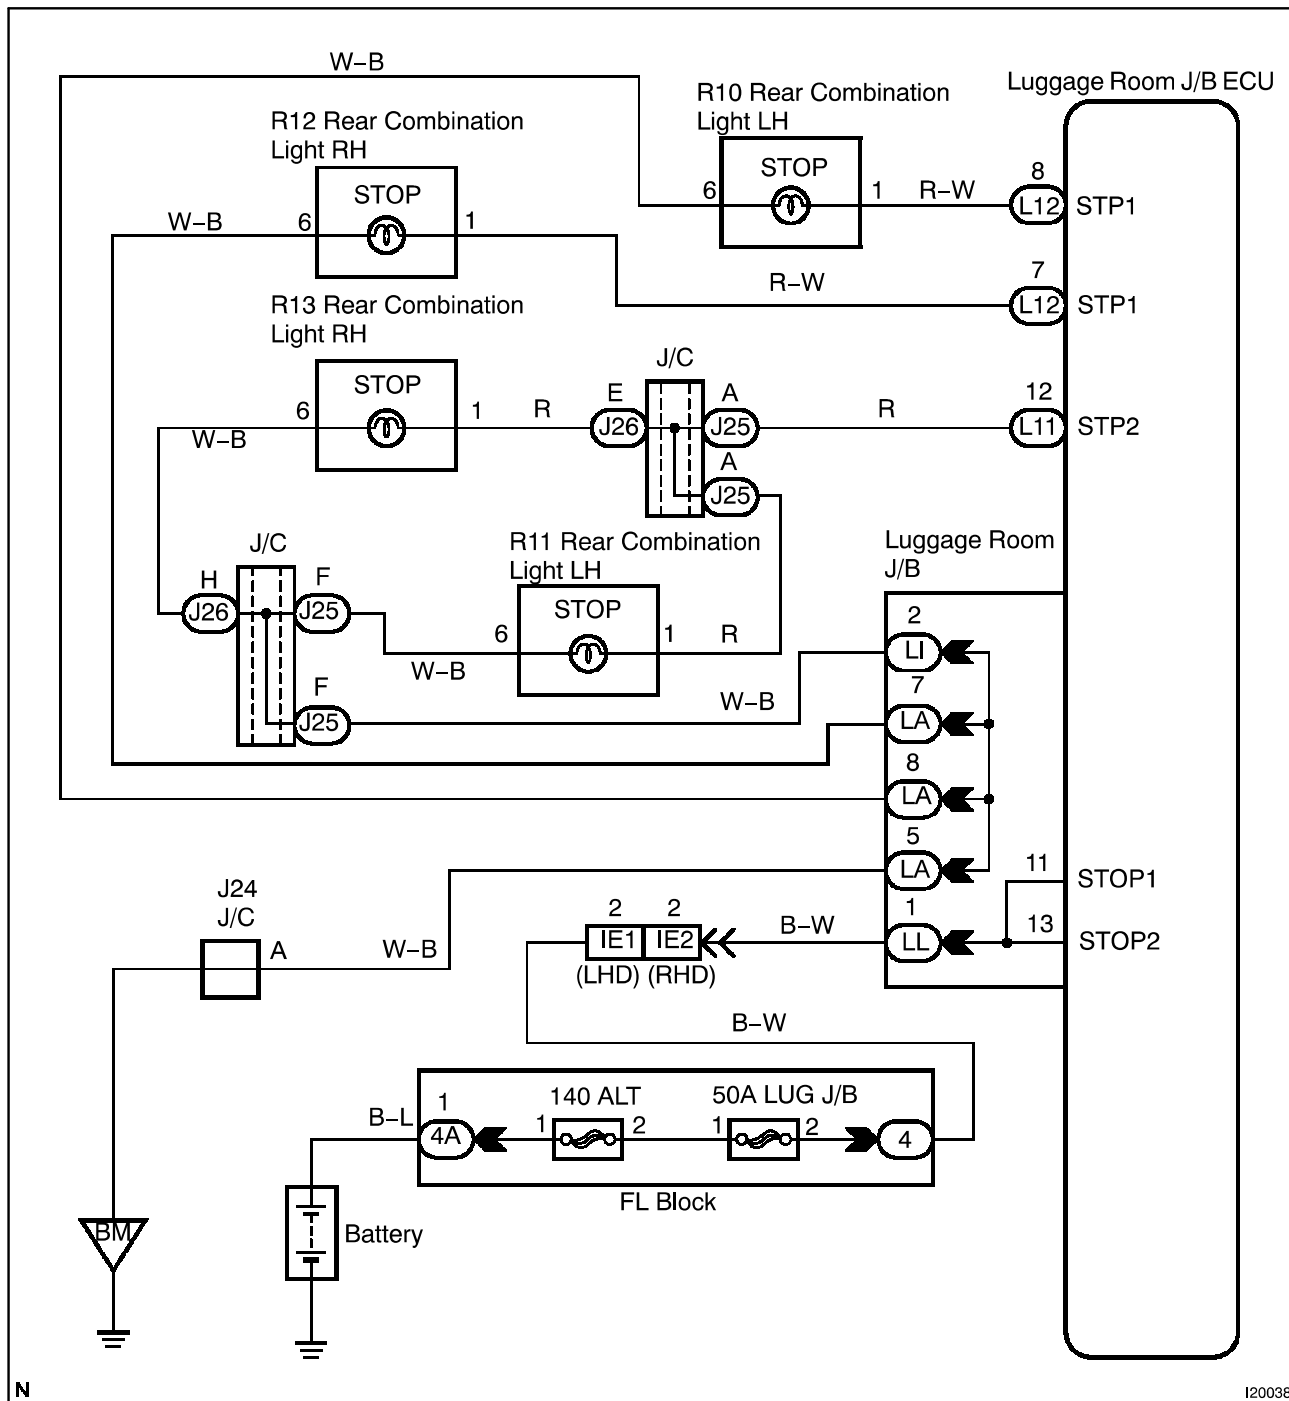 W-B
Luggage Room J/B ECU
R10 Rear Combination
Light LH
R12 Rear Combination
Light RH
STOP
8
6
1
R-W
L12
STP1
STOP
W-B
6
1
7
R-W
L12
STP1
R13 Rear Combination
Light RH
J/C
STOP
E
A
12
6
1
R
R
W-B
J26
J25
L11
STP2
A
J25
J/C
R11 Rear Combination
Light LH
Luggage Room
J/B
H
F
STOP
2
J26
J25
6
1
R
LI
W-B
F
W-B
7
J25
LA
8
LA
5
LA
11
STOP1
J24
J/C
A
W-B
2
2
B-W
1
13
IE1
IE2
LL
STOP2
(LHD)
(RHD)
B-W
140 ALT
50A LUG J/B
B-L
1
1
2
1
2
4A
4
FL Block
BM
Battery
N
I20038